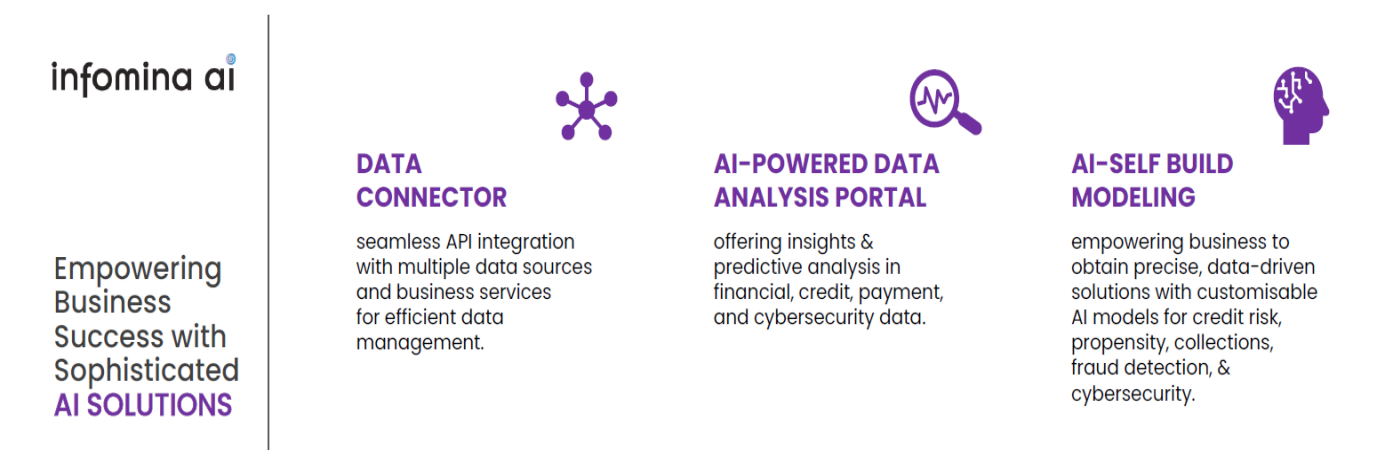 infomina ai
Empowering
Business
Success with
Sophisticated
AI SOLUTIONS
DATA
CONNECTOR
seamless API integration
with multiple data sources
and business services
for efficient data
management.
AI-POWERED DATA
ANALYSIS PORTAL
offering insights &
predictive analysis in
financial, credit, payment,
and cybersecurity data.
AI-SELF BUILD
MODELING
empowering business to
obtain precise, data-driven
solutions with customisable
AI models for credit risk,
propensity, collections,
fraud detection, &
cybersecurity.